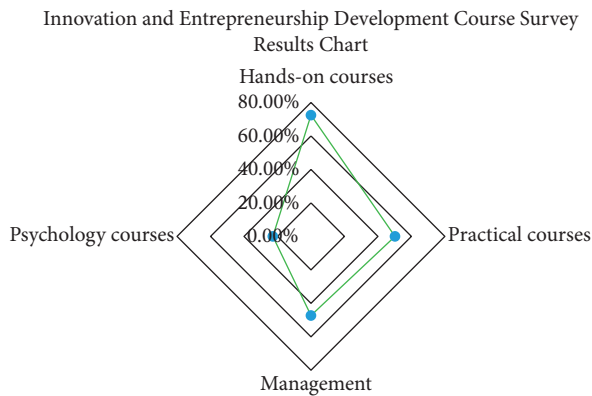 Innovation and Entrepreneurship Development Course Survey
Results Chart
Hands-on courses
80.00%
60.00%
40.00%
20.00%
Psychology courses
0.00%
Practical courses
Management